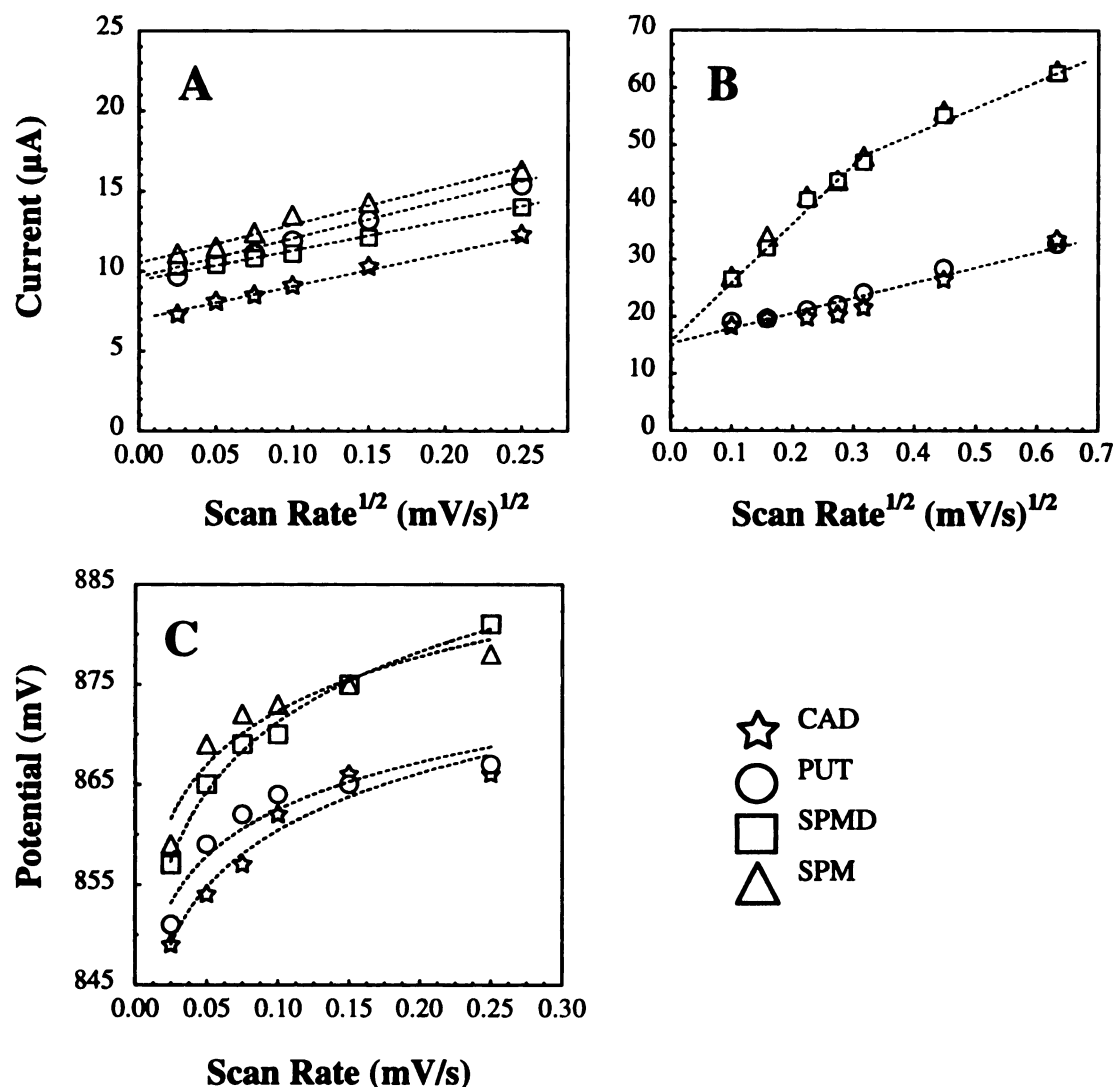 A
Current (µA)
25
20
15
10
5
0
0.00 0.05 0.10 0.15 0.20 0.25
Scan Rate1/2 (mV/s)1/2
B
70
60
50
40
30
20
10
0
0.0 0.1 0.2 0.3 0.4 0.5 0.6 0.7
Scan Rate1/2 (mV/s)1/2
C
Potential (mV)
885
875
865
855
845
0.00 0.05 0.10 0.15 0.20 0.25 0.30
Scan Rate (mV/s)
CAD
PUT
SPMD
SPM